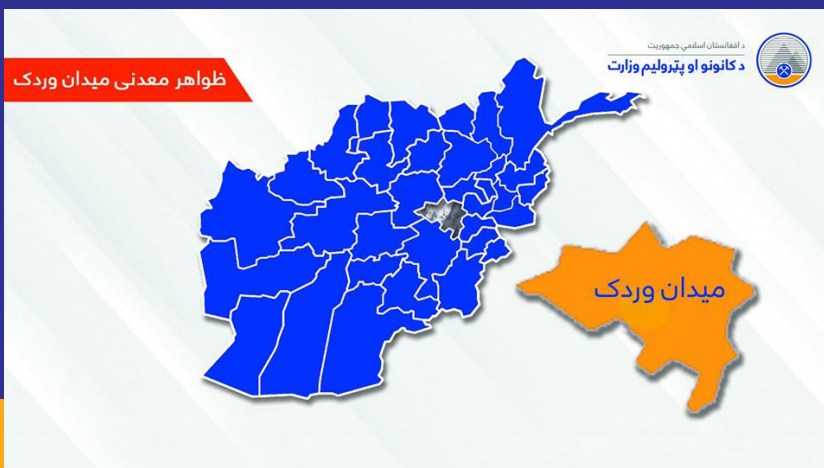 د افغانستان اسلامي جمهوریت
د کانونو او پټرولیم وزارت
ظواهر معدنی میدان وردک
میدان وردک